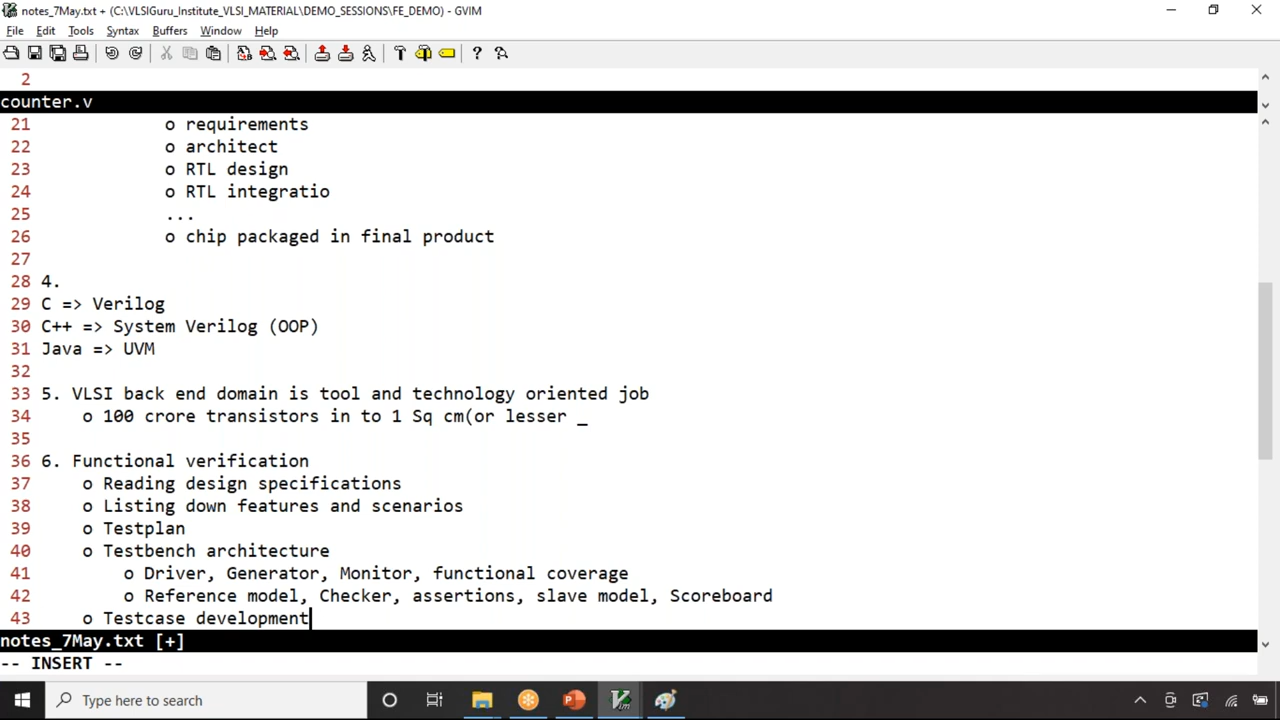 notes_7May.txt + (C:\VLSIGuru_Institute_VLSI_MATERIAL\DEMO_SESSIONS\FE_DEMO) - GVIM
File Edit Tools Syntax Buffers Window Help
2
counter.v
21 o requirements
22 o architect
23 o RTL design
24 o RTL integratio
25 ...
26 o chip packaged in final product
27
28 4.
29 C => Verilog
30 C++ => System Verilog (OOP)
31 Java => UVM
32
33 5. VLSI back end domain is tool and technology oriented job
34 o 100 crore transistors in to 1 Sq cm(or lesser _
35
36 6. Functional verification
37 o Reading design specifications
38 o Listing down features and scenarios
39 o Testplan
40 o Testbench architecture
41 o Driver, Generator, Monitor, functional coverage
42 o Reference model, Checker, assertions, slave model, Scoreboard
43 o Testcase development
notes_7May.txt [+]
-- INSERT --
Type here to search